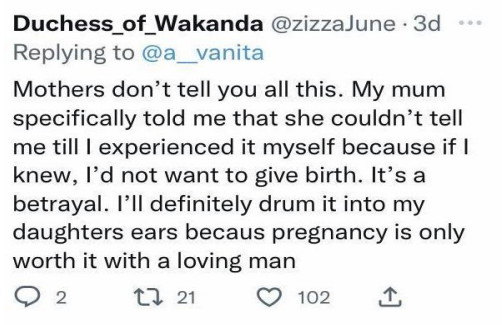 Duchess_of_Wakanda @zizzaJune · 3d ...
Replying to @a__vanita
Mothers don't tell you all this. My mum
specifically told me that she couldn't tell
me till I experienced it myself because if I
knew, I'd not want to give birth. It's a
betrayal. I'll definitely drum it into my
daughters ears becaus pregnancy is only
worth it with a loving man
2 21 102